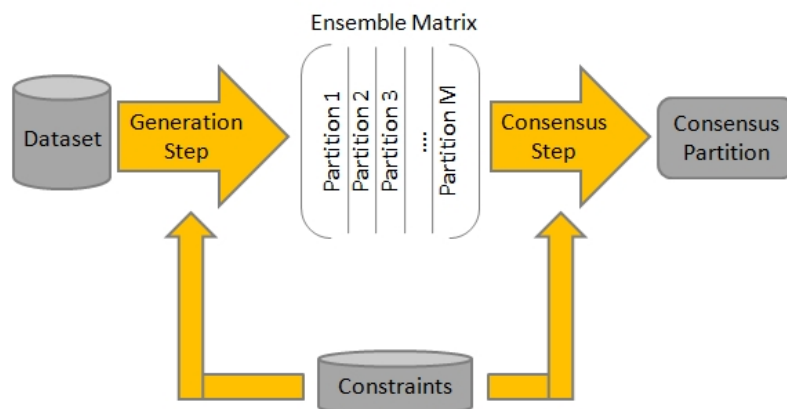 Ensemble Matrix
Dataset
Generation
Step
Partition 1
Partition 2
Partition 3
....
Partition M
Consensus
Step
Consensus
Partition
Constraints